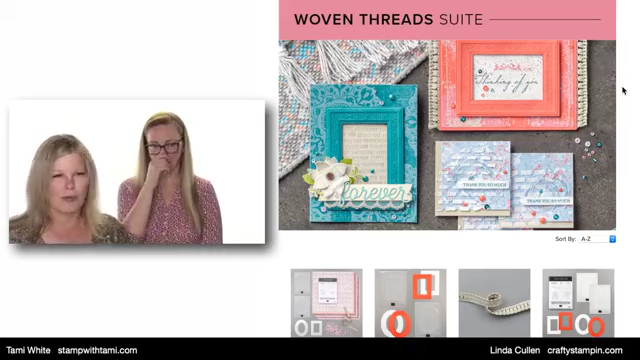 WOVEN THREADS SUITE
Thinking of you
forever
THANK YOU SO MUCH
THANK YOU SO MUCH
Sort By: A-Z
Tami White stampwithtami.com
Linda Cullen craftystampin.com